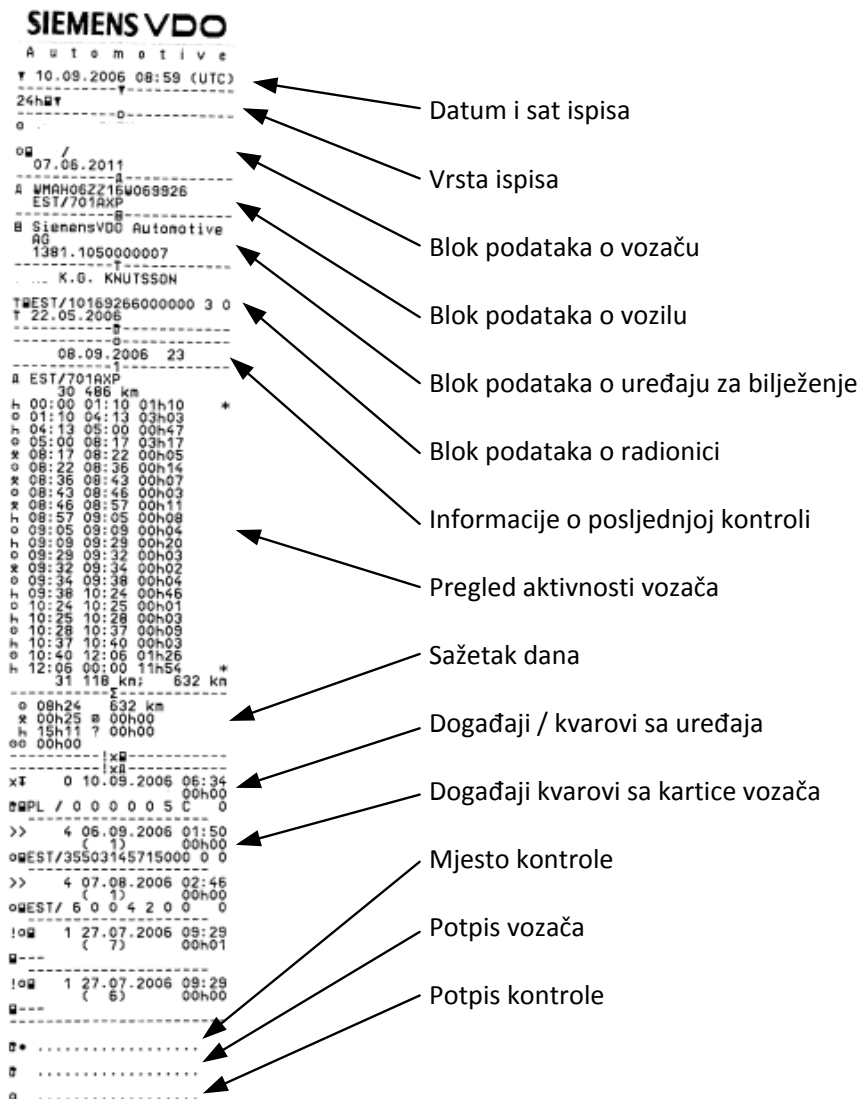 SIEMENS VDO
Automotive
▼ 10.09.2006 08:59 (UTC)
24h▼
07.06.2011
A WMAH06ZZ16W069926
EST/701AXP
B SiemensVDO Automotive
AG
1381.1050000007
T
K.G. KNUTSSON
T EST/10169266000000 3 0
T 22.05.2006
08.09.2006 23
1
A EST/701AXP
30 486 km
h 00:00 01:10 01h10 *
o 01:10 04:13 03h03
h 04:13 05:00 00h47
o 05:00 08:17 03h17
08:17 08:22 00h05
o 08:22 08:36 00h14
08:36 08:43 00h07
o 08:43 08:46 00h03
08:46 08:57 00h11
h 08:57 09:05 00h08
o 09:05 09:09 00h04
h 09:09 09:29 00h20
o 09:29 09:32 00h03
09:32 09:34 00h02
o 09:34 09:38 00h04
h 09:38 10:24 00h46
o 10:24 10:25 00h01
h 10:25 10:28 00h03
o 10:28 10:37 00h09
h 10:37 10:40 00h03
o 10:40 12:06 01h26
h 12:06 00:00 11h54 *
31 118 km; 632 km
Σ
o 08h24 632 km
00h25 00h00
h 15h11 ? 00h00
oo 00h00
!x
!xA
x 0 10.09.2006 06:34
00h00
PL / 0 0 0 0 0 5 C 0
>> 4 06.09.2006 01:50
( 1) 00h00
o EST/35503145715000 0 0
>> 4 07.08.2006 02:46
( 1) 00h00
o EST/ 6 0 0 4 2 0 0 0
!o 1 27.07.2006 09:29
( 7) 00h01
---
!o 1 27.07.2006 09:29
( 6) 00h00
---
Datum i sat ispisa
Vrsta ispisa
Blok podataka o vozaču
Blok podataka o vozilu
Blok podataka o uređaju za bilježenje
Blok podataka o radionici
Informacije o posljednjoj kontroli
Pregled aktivnosti vozača
Sažetak dana
Događaji / kvarovi sa uređaja
Događaji kvarovi sa kartice vozača
Mjesto kontrole
Potpis vozača
Potpis kontrole